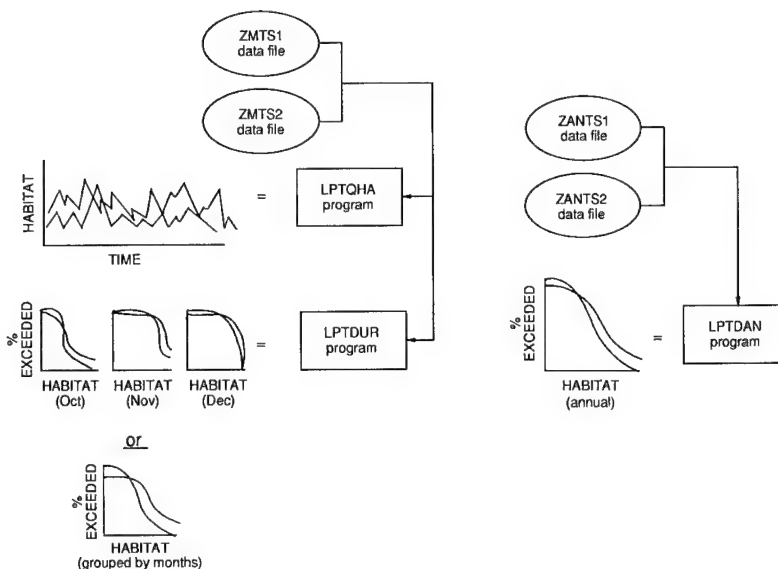 ZMTS1
data file
ZMTS2
data file
ZANTS1
data file
ZANTS2
data file
HABITAT
TIME
=
LPTQHA
program
% EXCEEDED
HABITAT
(Oct)
HABITAT
(Nov)
HABITAT
(Dec)
=
LPTDUR
program
or
% EXCEEDED
HABITAT
(grouped by months)
% EXCEEDED
HABITAT
(annual)
=
LPTDAN
program